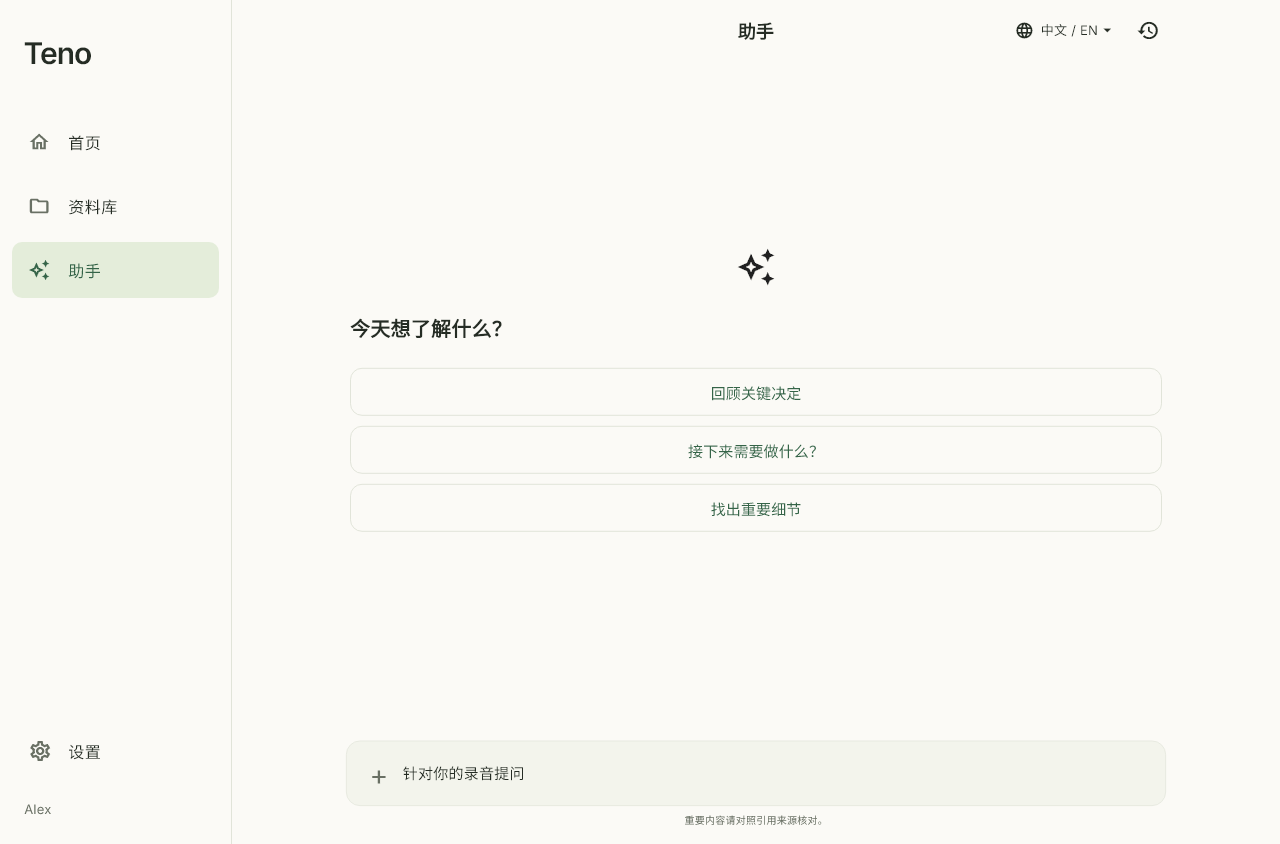 Teno
首页
资料库
助手
设置
Alex
助手
中文 / EN
今天想了解什么？
回顾关键决定
接下来需要做什么？
找出重要细节
针对你的录音提问
重要内容请对照引用来源核对。